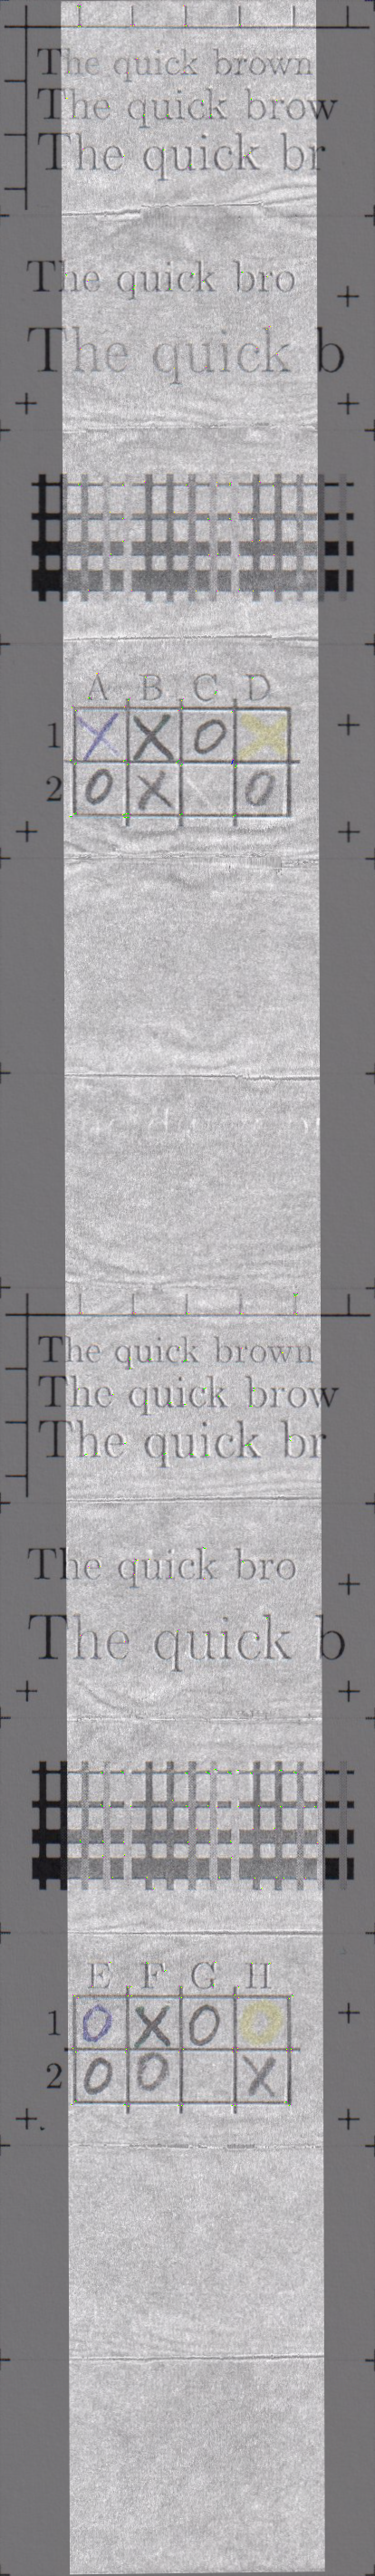 The quick brown
The quick brow
The quick br
The quick bro
The quick b
A B C D
1 X X O X
2 O X X O
The quick brown
The quick brow
The quick br
The quick bro
The quick b
E F G H
1 O X O O
2 O O X